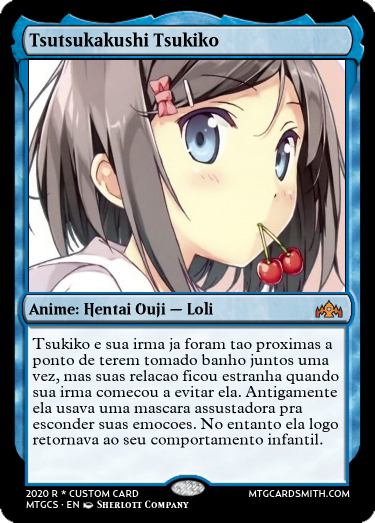 Tsutsukakushi Tsukiko
Anime: Hentai Ouji — Loli
Tsukiko e sua irma ja foram tao proximas a
ponto de terem tomado banho juntos uma
vez, mas suas relacao ficou estranha quando
sua irma comecou a evitar ela. Antigamente
ela usava uma mascara assustadora pra
esconder suas emocoes. No entanto ela logo
retornava ao seu comportamento infantil.
2020 R * CUSTOM CARD
MTGCARDSMITH.COM
MTGCS · EN Sherlott Company